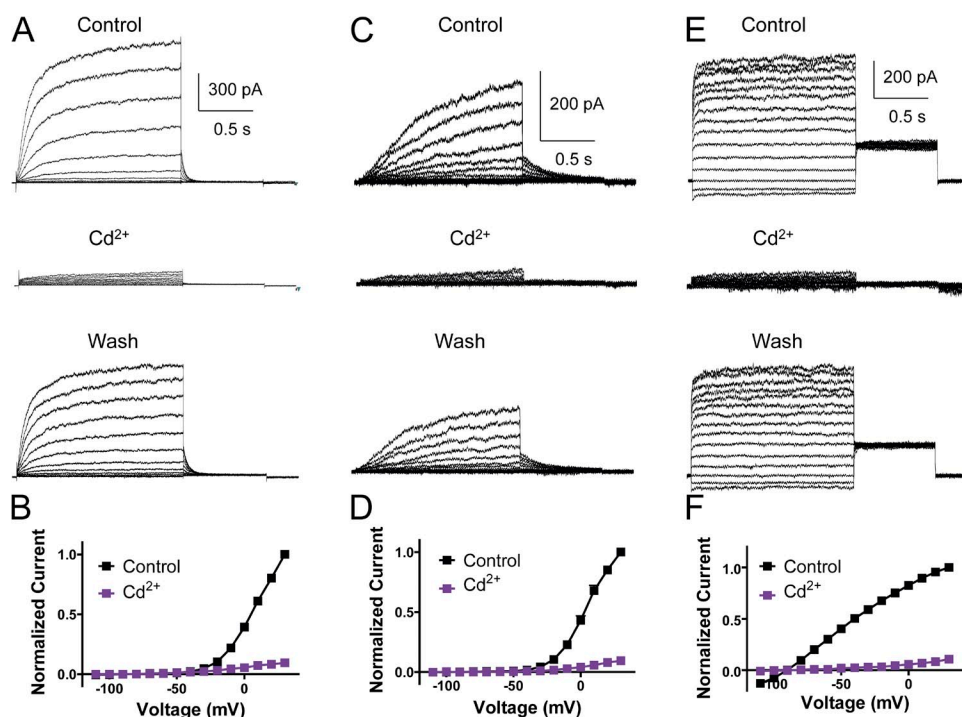 A
Control
300 pA
0.5 s
Cd2+
Wash
B
Normalized Current
1.0
0.5
0.0
Control
Cd2+
-100
-50
0
Voltage (mV)
C
Control
200 pA
0.5 s
Cd2+
Wash
D
Normalized Current
1.0
0.5
0.0
Control
Cd2+
-100
-50
0
Voltage (mV)
E
Control
200 pA
0.5 s
Cd2+
Wash
F
Normalized Current
1.0
0.5
0.0
Control
Cd2+
-100
-50
0
Voltage (mV)